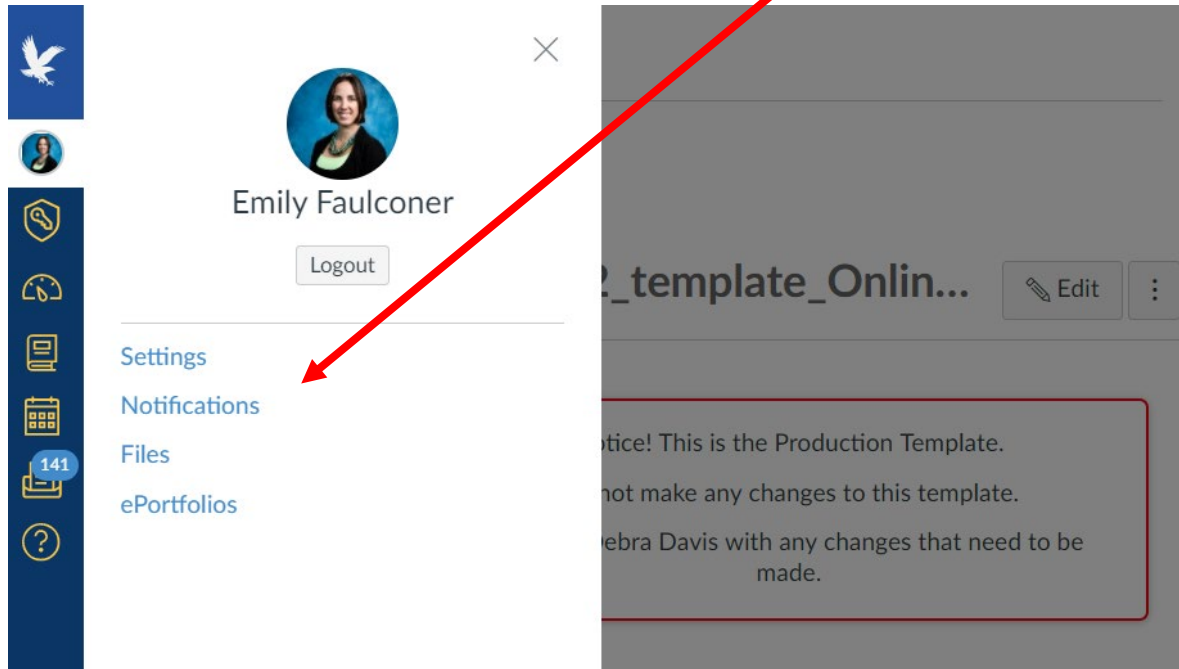 Emily Faulconer
Logout
2_template_Onlin...
Edit
Settings
Notifications
Files
ePortfolios
141
otice! This is the Production Template.
not make any changes to this template.
ebra Davis with any changes that need to be
made.